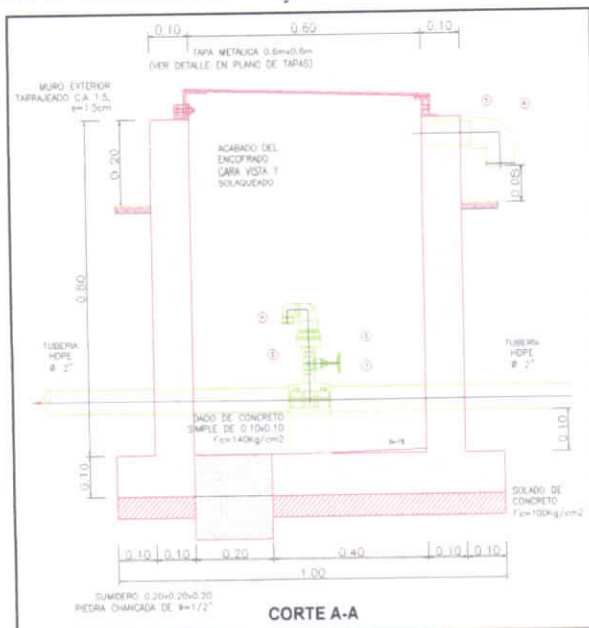 0.10 0.60 0.10
TAPA METALICA 0.6mx0.6m
(VER DETALLE EN PLANO DE TAPAS)
MURO EXTERIOR
TARRAJEADO C.A 1:5,
e=1.5cm
ACABADO DEL
ENCOFRADO
CARA VISTA Y
SOLAQUEADO
0.20
0.80
TUBERIA
HDPE
Ø 2"
TUBERIA
HDPE
Ø 2"
DADO DE CONCRETO
SIMPLE DE 0.10x0.10
f'c=140Kg/cm2
0.10
0.10
SOLADO DE
CONCRETO
f'c=100Kg/cm2
0.10 0.10 0.20 0.40 0.10 0.10
1.00
SUMIDERO 0.20x0.20x0.20
PIEDRA CHANCADA DE Ø=1/2"
CORTE A-A